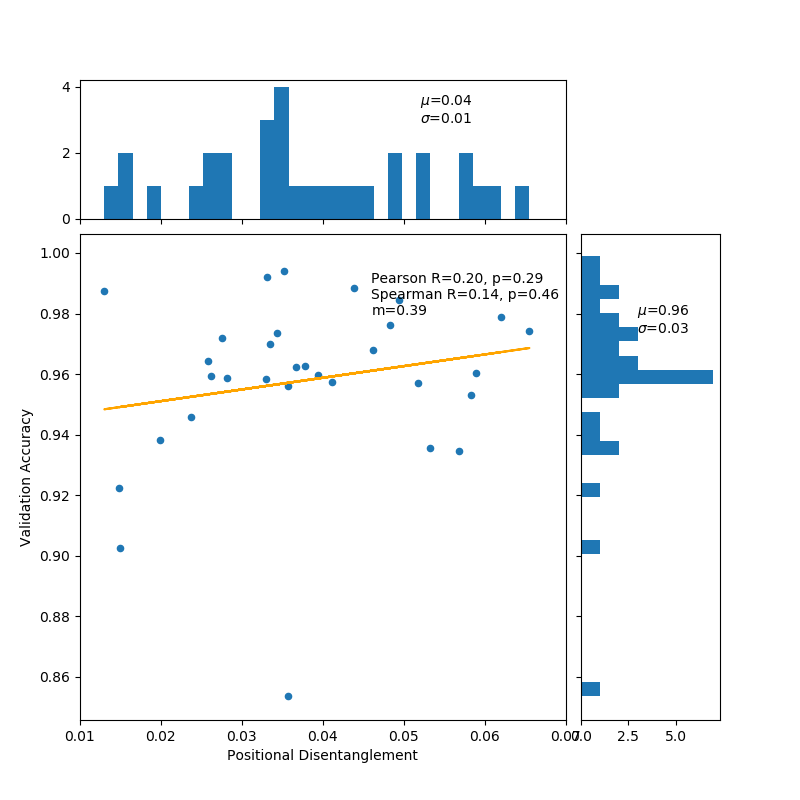 4
2
0
μ=0.04
σ=0.01
1.00
0.98
0.96
0.94
0.92
0.90
0.88
0.86
Validation Accuracy
Pearson R=0.20, p=0.29
Spearman R=0.14, p=0.46
m=0.39
μ=0.96
σ=0.03
0.01
0.02
0.03
0.04
0.05
0.06
0.07
0.0
2.5
5.0
Positional Disentanglement